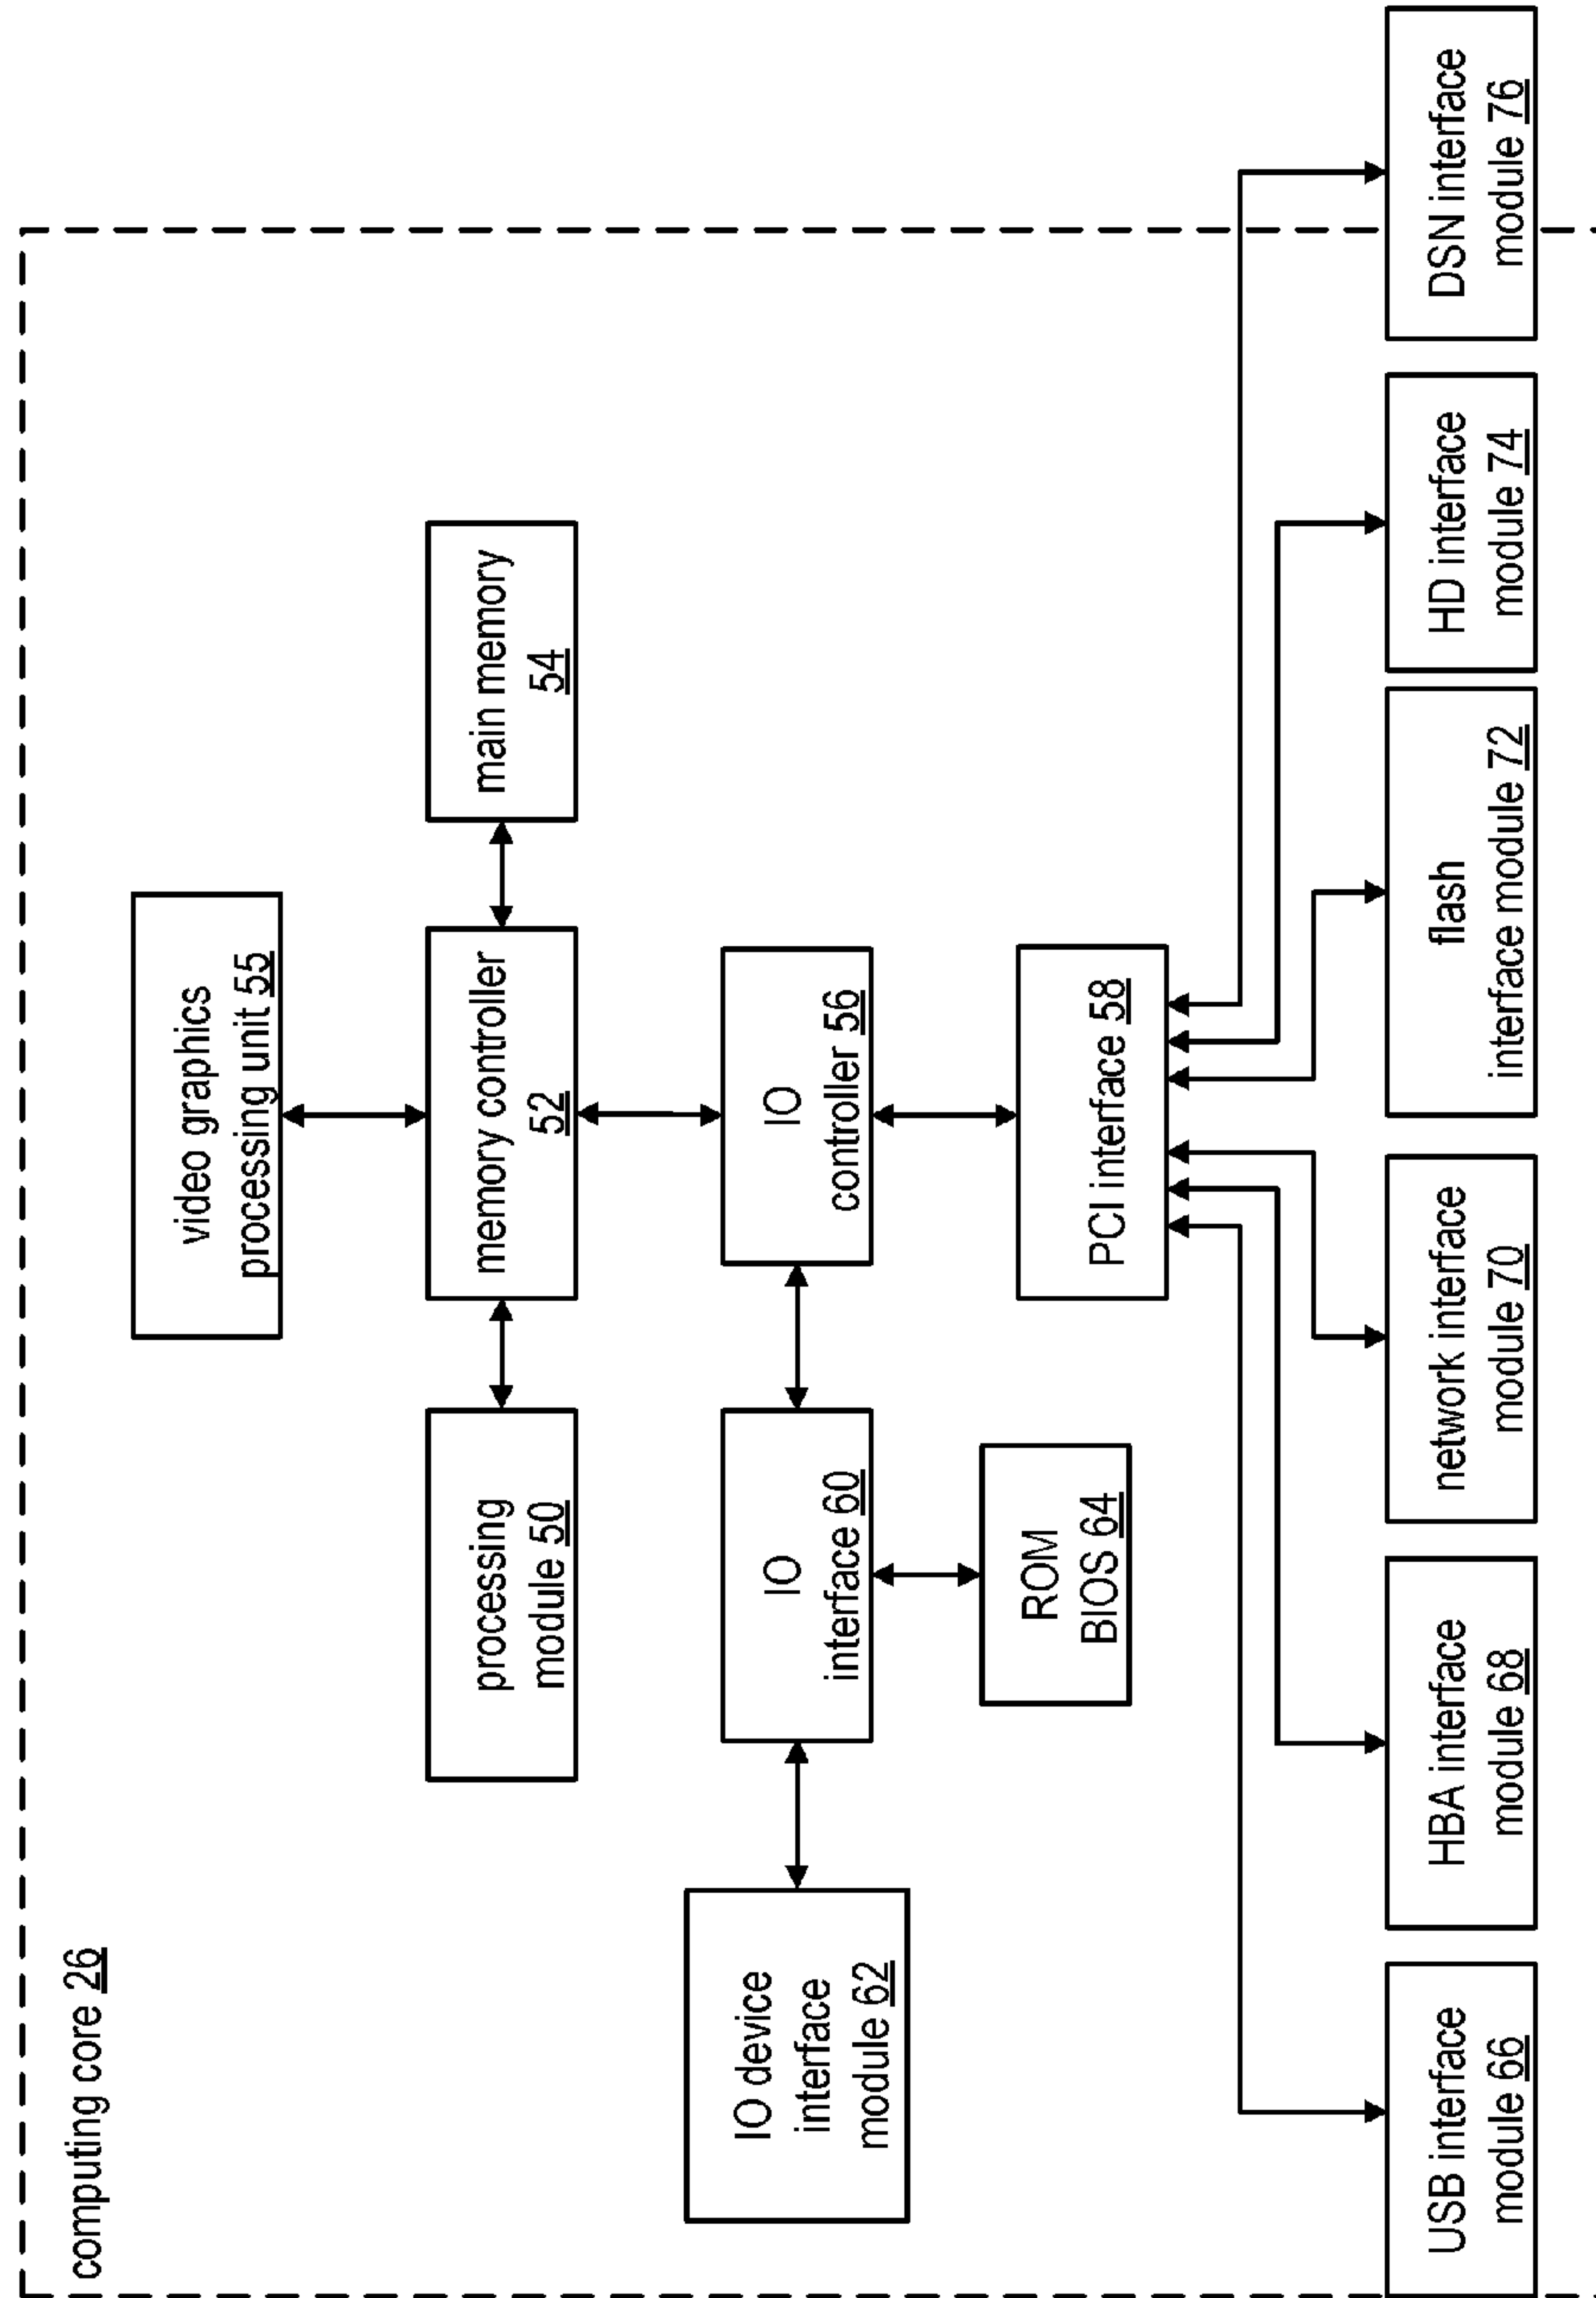 computing core 26
video graphics
processing unit 55
processing
module 50
memory controller
52
main memory
54
IO device
interface
module 62
IO
interface 60
IO
controller 56
ROM
BIOS 64
PCI interface 58
USB interface
module 66
HBA interface
module 68
network interface
module 70
flash
interface module 72
HD interface
module 74
DSN interface
module 76